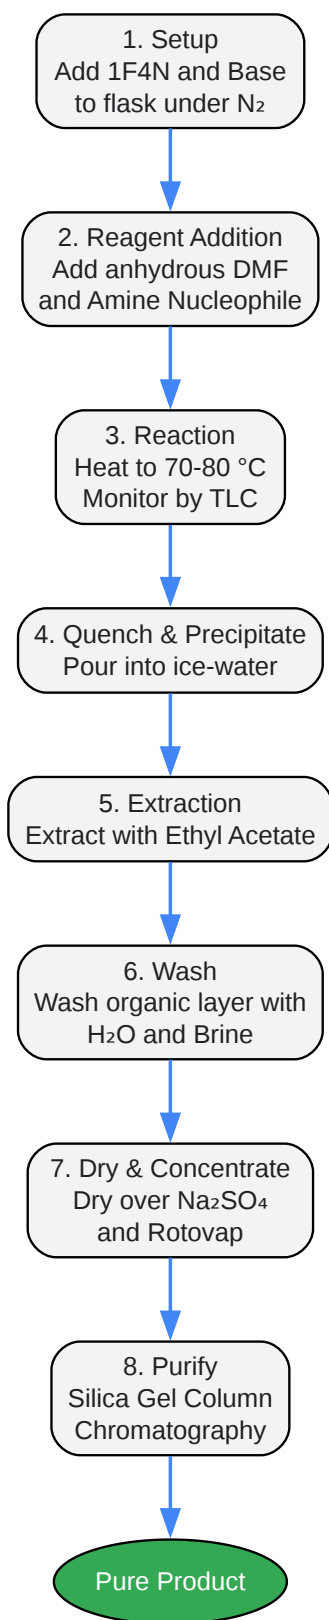 1. Setup
Add 1F4N and Base
to flask under N₂
2. Reagent Addition
Add anhydrous DMF
and Amine Nucleophile
3. Reaction
Heat to 70-80 °C
Monitor by TLC
4. Quench & Precipitate
Pour into ice-water
5. Extraction
Extract with Ethyl Acetate
6. Wash
Wash organic layer with
H₂O and Brine
7. Dry & Concentrate
Dry over Na₂SO₄
and Rotovap
8. Purify
Silica Gel Column
Chromatography
Pure Product